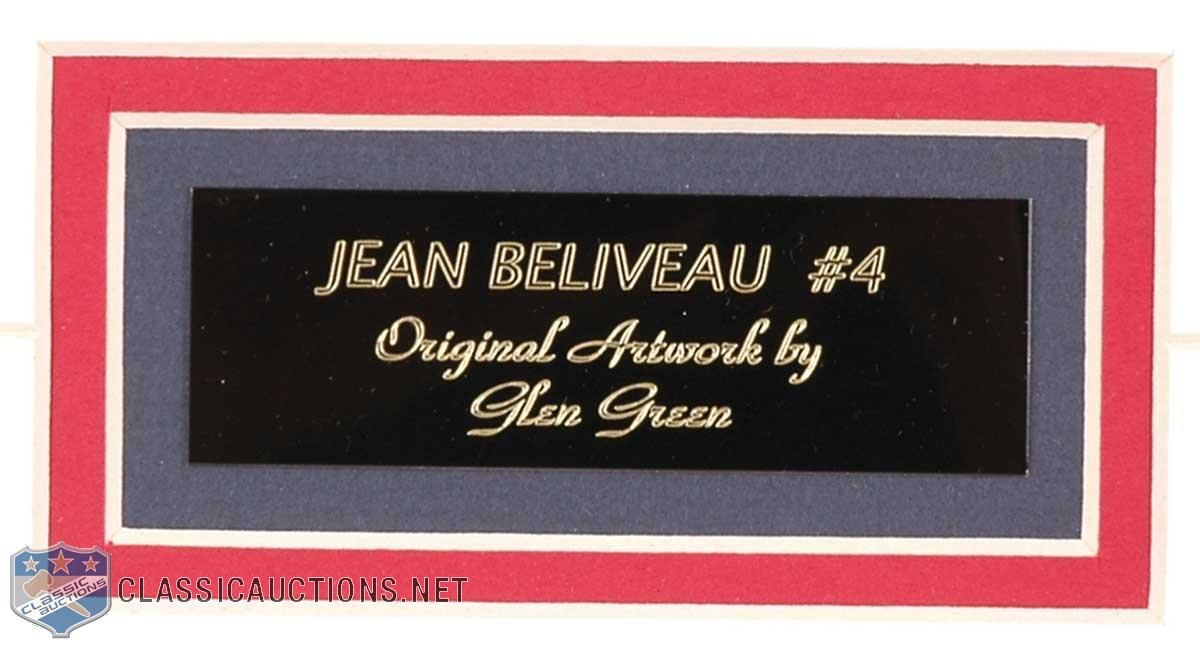 JEAN BELIVEAU #4
Original Artwork by
Glen Green
CLASSIC
AUCTIONS
CLASSICAUCTIONS.NET